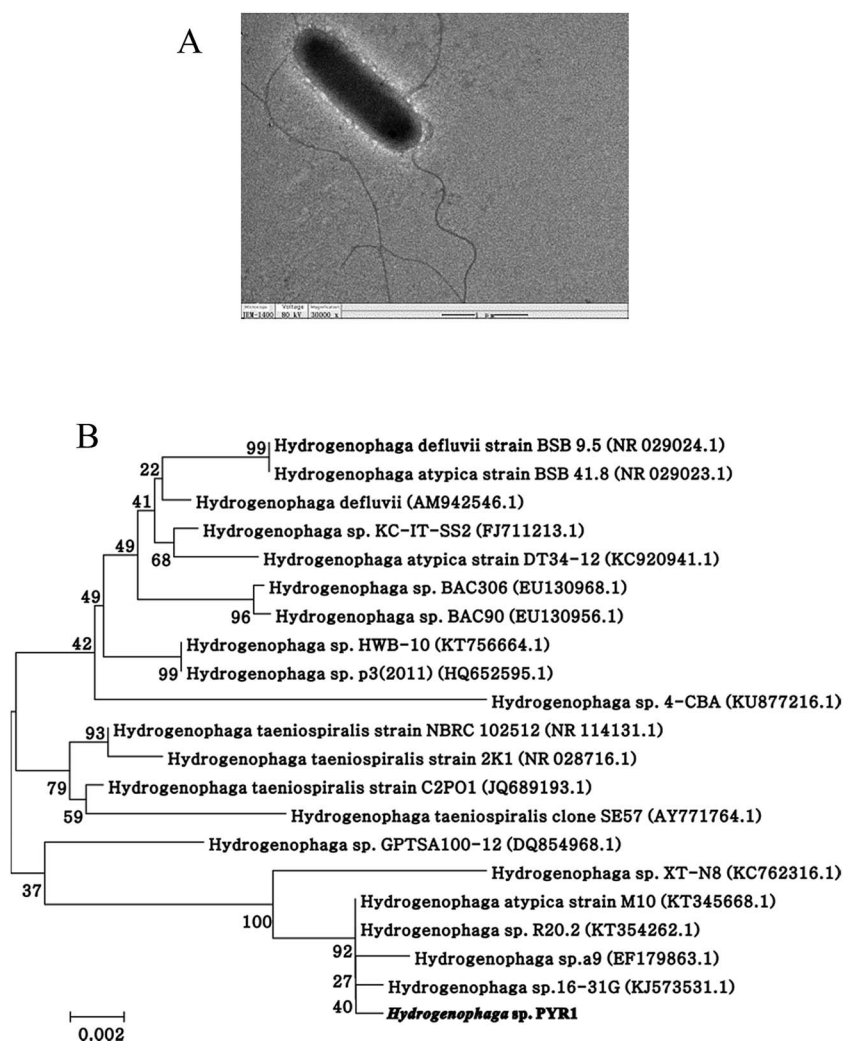 A
Microscope Voltage Magnification
JEM-1400 80 kV 30000 x 1 μm
B
99 Hydrogenophaga defluvii strain BSB 9.5 (NR 029024.1)
22 Hydrogenophaga atypica strain BSB 41.8 (NR 029023.1)
41 Hydrogenophaga defluvii (AM942546.1)
Hydrogenophaga sp. KC-IT-SS2 (FJ711213.1)
49 68 Hydrogenophaga atypica strain DT34-12 (KC920941.1)
Hydrogenophaga sp. BAC306 (EU130968.1)
49 96 Hydrogenophaga sp. BAC90 (EU130956.1)
42 Hydrogenophaga sp. HWB-10 (KT756664.1)
99 Hydrogenophaga sp. p3(2011) (HQ652595.1)
Hydrogenophaga sp. 4-CBA (KU877216.1)
93 Hydrogenophaga taeniospiralis strain NBRC 102512 (NR 114131.1)
Hydrogenophaga taeniospiralis strain 2K1 (NR 028716.1)
79 Hydrogenophaga taeniospiralis strain C2PO1 (JQ689193.1)
59 Hydrogenophaga taeniospiralis clone SE57 (AY771764.1)
Hydrogenophaga sp. GPTSA100-12 (DQ854968.1)
37 Hydrogenophaga sp. XT-N8 (KC762316.1)
Hydrogenophaga atypica strain M10 (KT345668.1)
100 Hydrogenophaga sp. R20.2 (KT354262.1)
92 Hydrogenophaga sp.a9 (EF179863.1)
27 Hydrogenophaga sp.16-31G (KJ573531.1)
40 Hydrogenophaga sp. PYR1
0.002